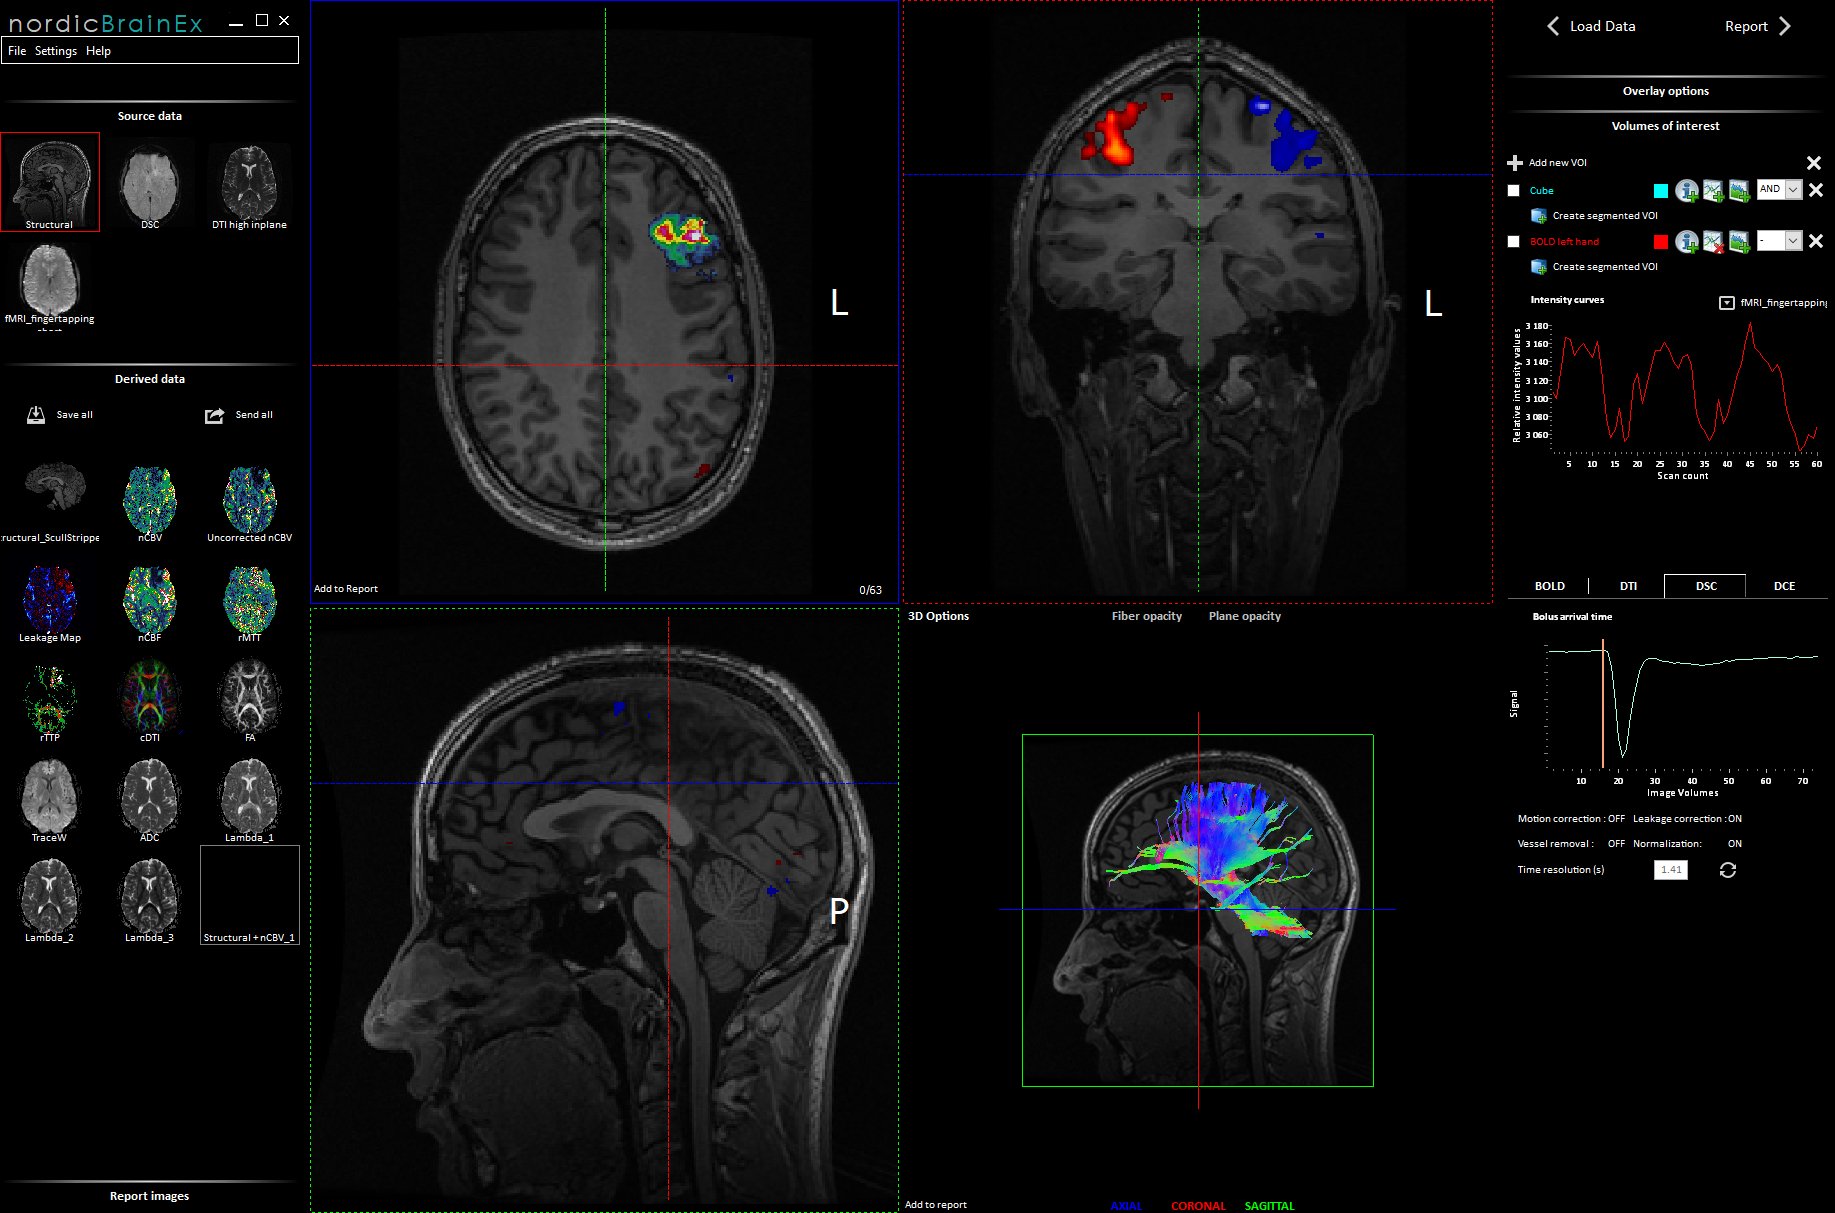 nordicBrainEx
File Settings Help
Source data
Structural
DSC
DTI high inplane
fMRI_fingertapping
Derived data
Save all
Send all
ructural_ScullStrippe
nCBV
Uncorrected nCBV
Leakage Map
nCBF
rMTT
rTTP
cDTI
FA
TraceW
ADC
Lambda_1
Lambda_2
Lambda_3
Structural + nCBV_1
Report images
L
Add to Report
0/63
L
P
3D Options
Fiber opacity
Plane opacity
Add to report
AXIAL
CORONAL
SAGITTAL
Load Data
Report
Overlay options
Volumes of interest
Add new VOI
Cube
AND
Create segmented VOI
BOLD left hand
-
Create segmented VOI
Intensity curves
fMRI_fingertapping
Relative intensity values
3 180
3 160
3 140
3 120
3 100
3 080
3 060
5 10 15 20 25 30 35 40 45 50 55 60
Scan count
BOLD DTI DSC DCE
Bolus arrival time
Signal
10 20 30 40 50 60 70
Image Volumes
Motion correction : OFF Leakage correction : ON
Vessel removal : OFF Normalization: ON
Time resolution (s) 1.41